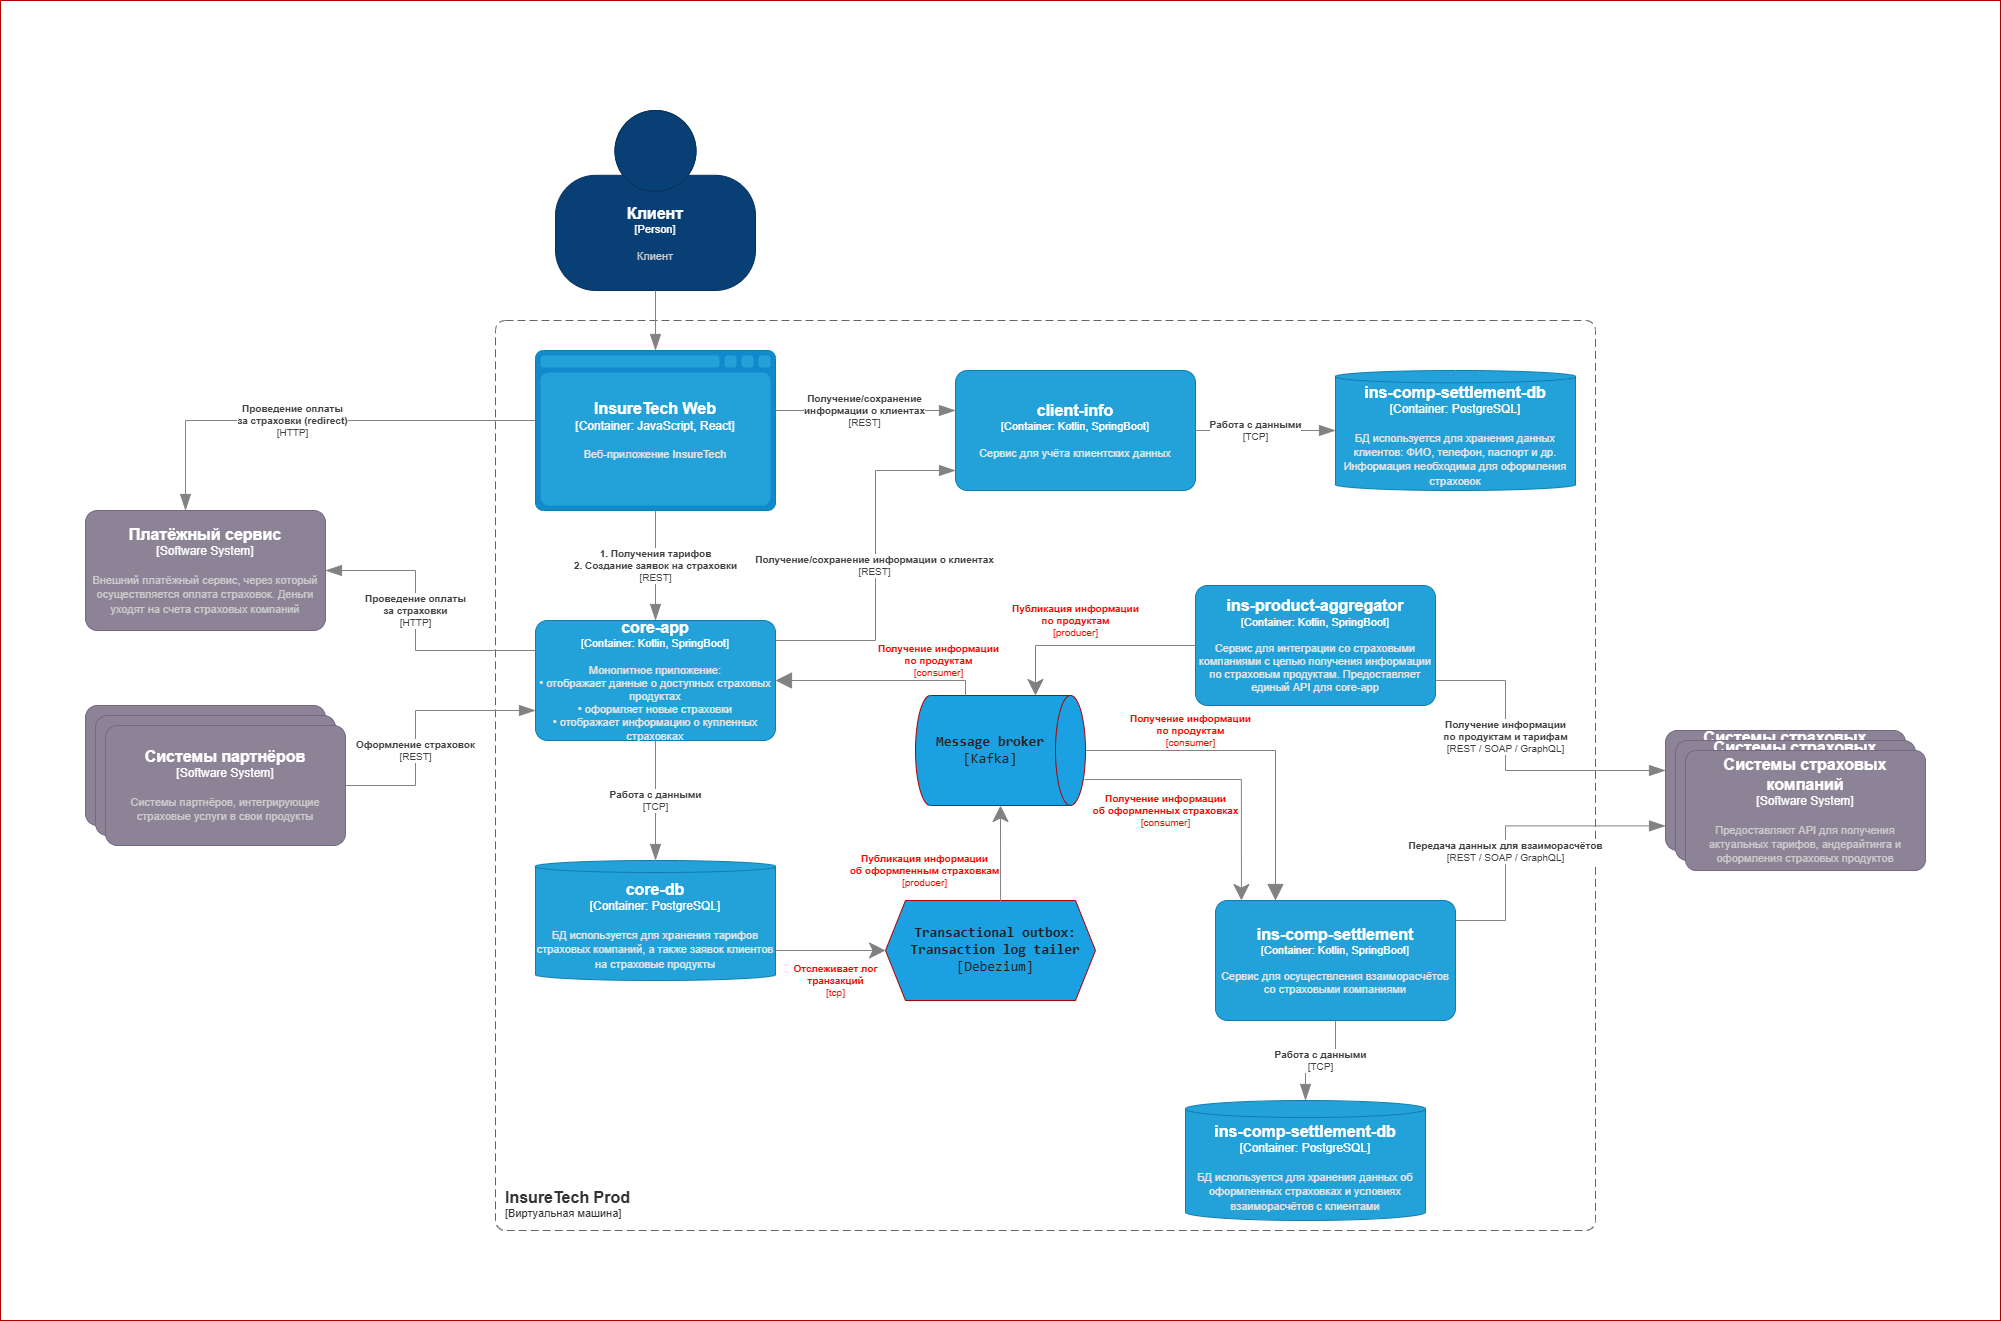 Клиент
[Person]
Клиент
InsureTech Web
[Container: JavaScript, React]
Веб-приложение InsureTech
Получение/сохранение
информации о клиентах
[REST]
client-info
[Container: Kotlin, SpringBoot]
Сервис для учёта клиентских данных
Работа с данными
[TCP]
ins-comp-settlement-db
[Container: PostgreSQL]
БД используется для хранения данных
клиентов: ФИО, телефон, паспорт и др.
Информация необходима для оформления
страховок
Проведение оплаты
за страховки (redirect)
[HTTP]
Платёжный сервис
[Software System]
Внешний платёжный сервис, через который
осуществляется оплата страховок. Деньги
уходят на счета страховых компаний
Проведение оплаты
за страховки
[HTTP]
1. Получения тарифов
2. Создание заявок на страховки
[REST]
Получение/сохранение информации о клиентах
[REST]
core-app
[Container: Kotlin, SpringBoot]
Монолитное приложение:
• отображает данные о доступных страховых
продуктах
• оформляет новые страховки
• отображает информацию о купленных
страховках
Получение информации
по продуктам
[consumer]
Публикация информации
по продуктам
[producer]
ins-product-aggregator
[Container: Kotlin, SpringBoot]
Сервис для интеграции со страховыми
компаниями с целью получения информации
по страховым продуктам. Предоставляет
единый API для core-app
Системы партнёров
[Software System]
Системы партнёров, интегрирующие
страховые услуги в свои продукты
Оформление страховок
[REST]
Message broker
[Kafka]
Получение информации
по продуктам
[consumer]
Получение информации
об оформленных страховках
[consumer]
Получение информации
по продуктам и тарифам
[REST / SOAP / GraphQL]
Системы страховых
Системы страховых
Системы страховых
компаний
[Software System]
Предоставляют API для получения
актуальных тарифов, андерайтинга и
оформления страховых продуктов
Работа с данными
[TCP]
Передача данных для взаиморасчётов
[REST / SOAP / GraphQL]
Публикация информации
об оформленным страховкам
[producer]
core-db
[Container: PostgreSQL]
БД используется для хранения тарифов
страховых компаний, а также заявок клиентов
на страховые продукты
Отслеживает лог
транзакций
[tcp]
Transactional outbox:
Transaction log tailer
[Debezium]
ins-comp-settlement
[Container: Kotlin, SpringBoot]
Сервис для осуществления взаиморасчётов
со страховыми компаниями
Работа с данными
[TCP]
ins-comp-settlement-db
[Container: PostgreSQL]
БД используется для хранения данных об
оформленных страховках и условиях
взаиморасчётов с клиентами
InsureTech Prod
[Виртуальная машина]